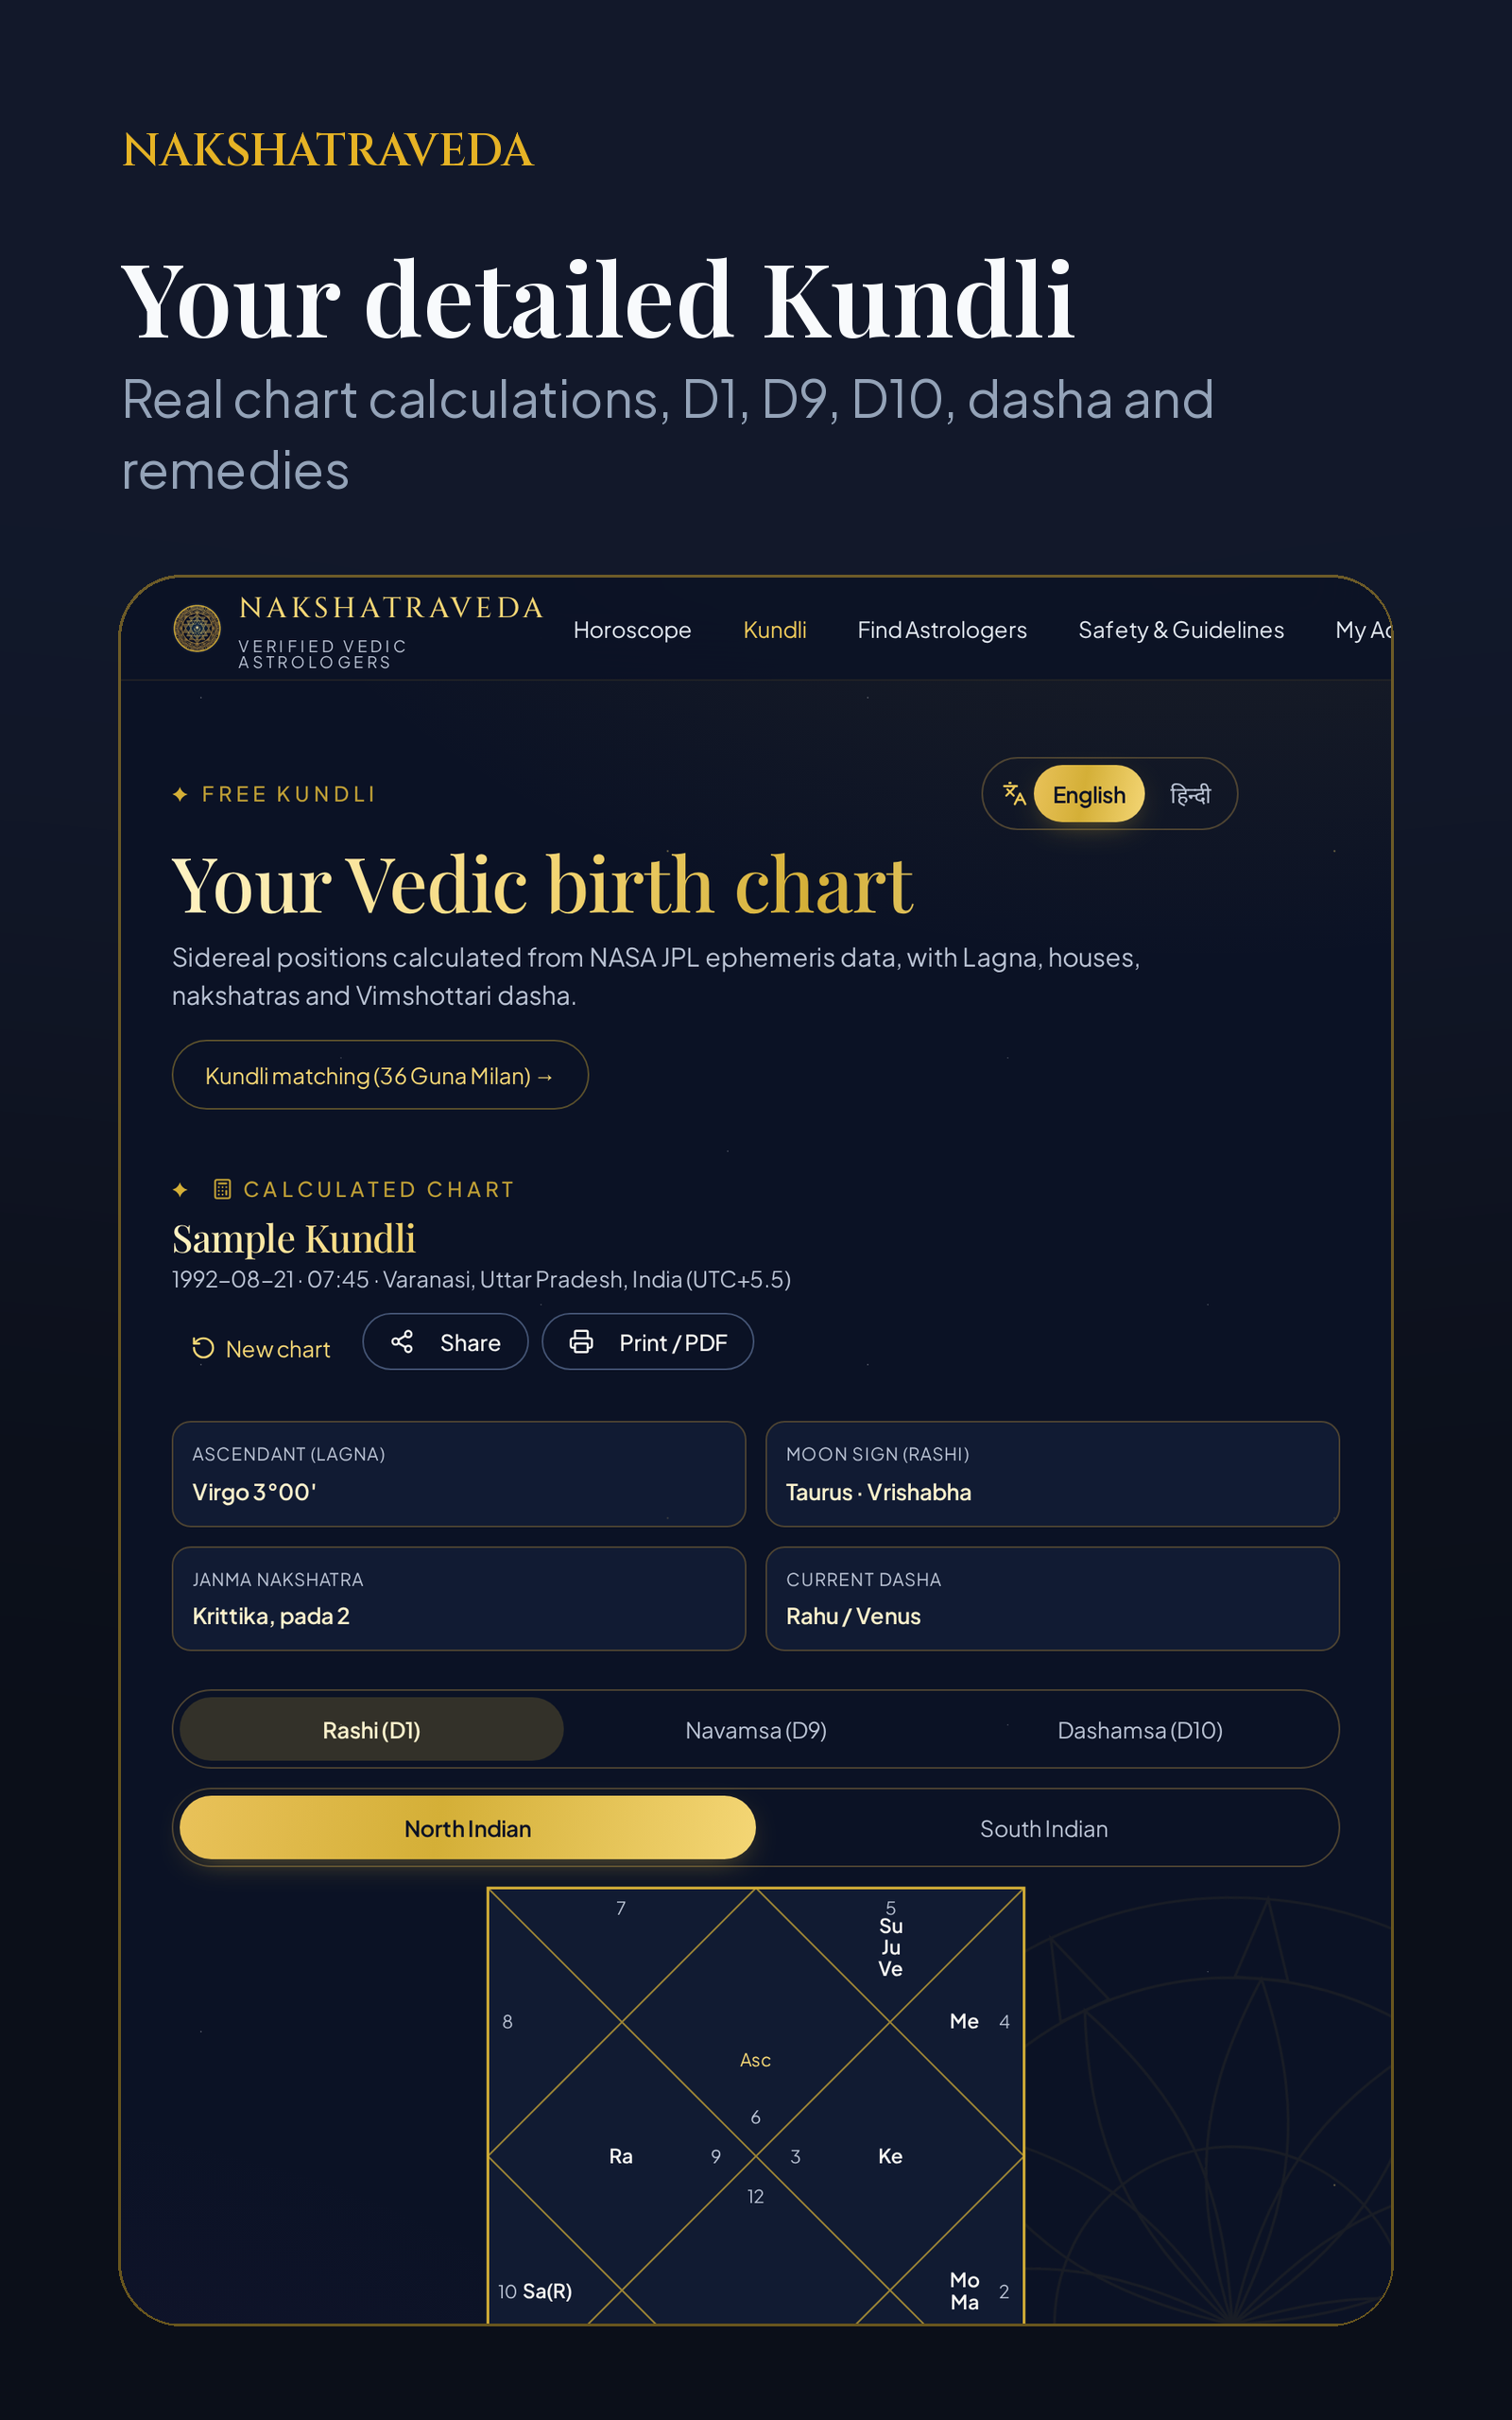 NAKSHATRAVEDA
Your detailed Kundli
Real chart calculations, D1, D9, D10, dasha and
remedies
NAKSHATRAVEDA
VERIFIED VEDIC
ASTROLOGERS
Horoscope Kundli Find Astrologers Safety & Guidelines My Ac
✦ FREE KUNDLI
English हिन्दी
Your Vedic birth chart
Sidereal positions calculated from NASA JPL ephemeris data, with Lagna, houses,
nakshatras and Vimshottari dasha.
Kundli matching (36 Guna Milan) →
✦ CALCULATED CHART
Sample Kundli
1992-08-21 · 07:45 · Varanasi, Uttar Pradesh, India (UTC+5.5)
New chart Share Print / PDF
ASCENDANT (LAGNA)
Virgo 3°00'
MOON SIGN (RASHI)
Taurus · Vrishabha
JANMA NAKSHATRA
Krittika, pada 2
CURRENT DASHA
Rahu / Venus
Rashi (D1) Navamsa (D9) Dashamsa (D10)
North Indian South Indian
7 5
Su
Ju
Ve
8 Me 4
Asc
6
Ra 9 3 Ke
12
10 Sa(R)
Mo 2
Ma